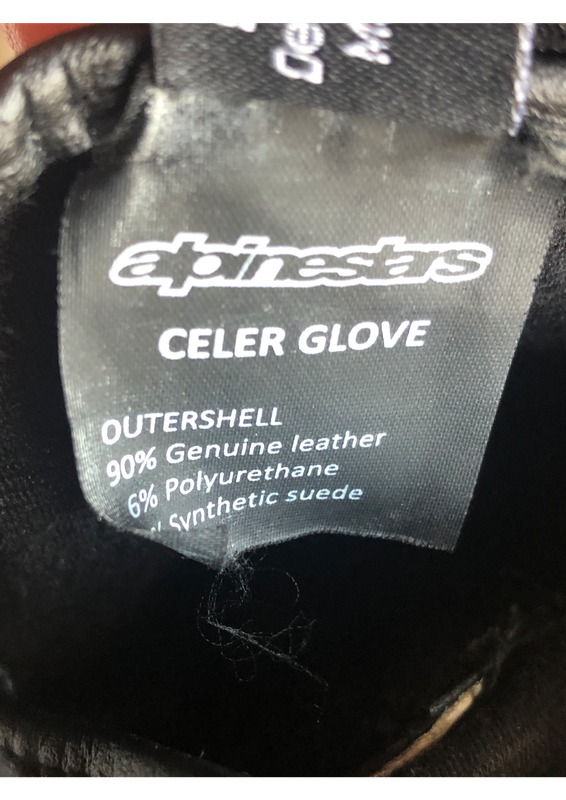 alpinestars
CELER GLOVE
OUTERSHELL
90% Genuine leather
6% Polyurethane
% Synthetic suede